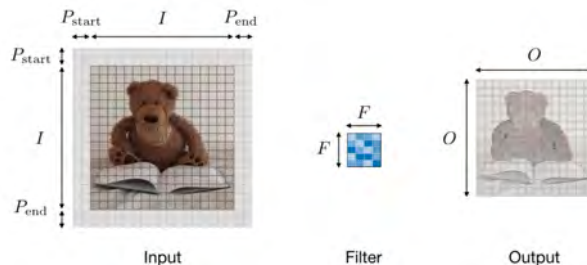 P_start I P_end
P_start
I
P_end
Input
F
F
Filter
O
O
Output